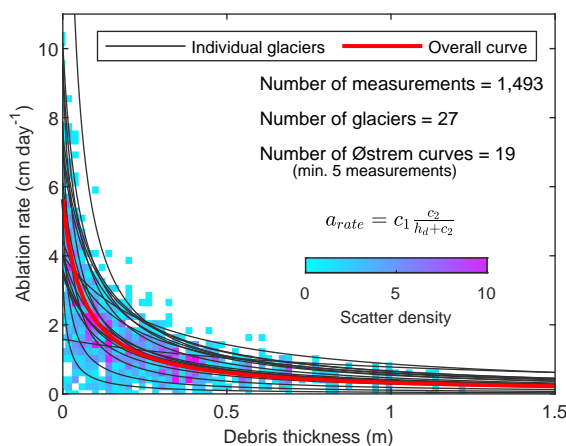 Individual glaciers
Overall curve
Number of measurements = 1,493
Number of glaciers = 27
Number of Østrem curves = 19
(min. 5 measurements)
a_rate = c_1 c_2/(h_d+c_2)
0 5 10
Scatter density
Ablation rate (cm day⁻¹)
10
8
6
4
2
0
0 0.5 1 1.5
Debris thickness (m)